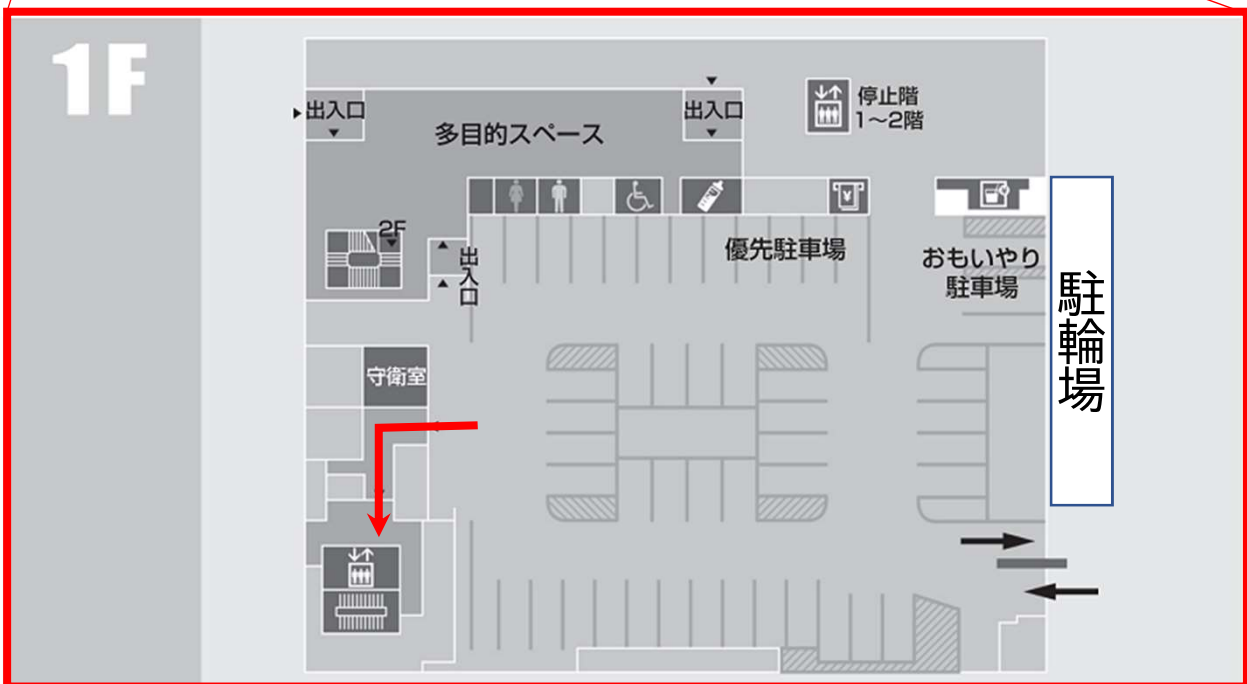 1F
出入口
多目的スペース
出入口
停止階
1〜2階
¥
2F
出入口
優先駐車場
おもいやり
駐車場
駐輪場
守衛室